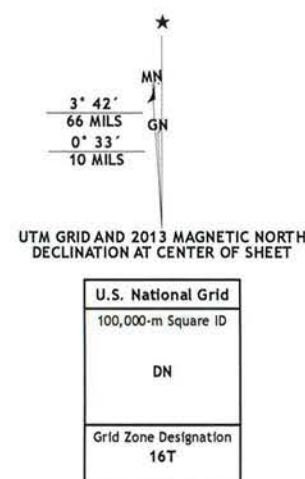 MN
3° 42´
66 MILS
GN
0° 33´
10 MILS
UTM GRID AND 2013 MAGNETIC NORTH
DECLINATION AT CENTER OF SHEET
U.S. National Grid
100,000-m Square ID
DN
Grid Zone Designation
16T